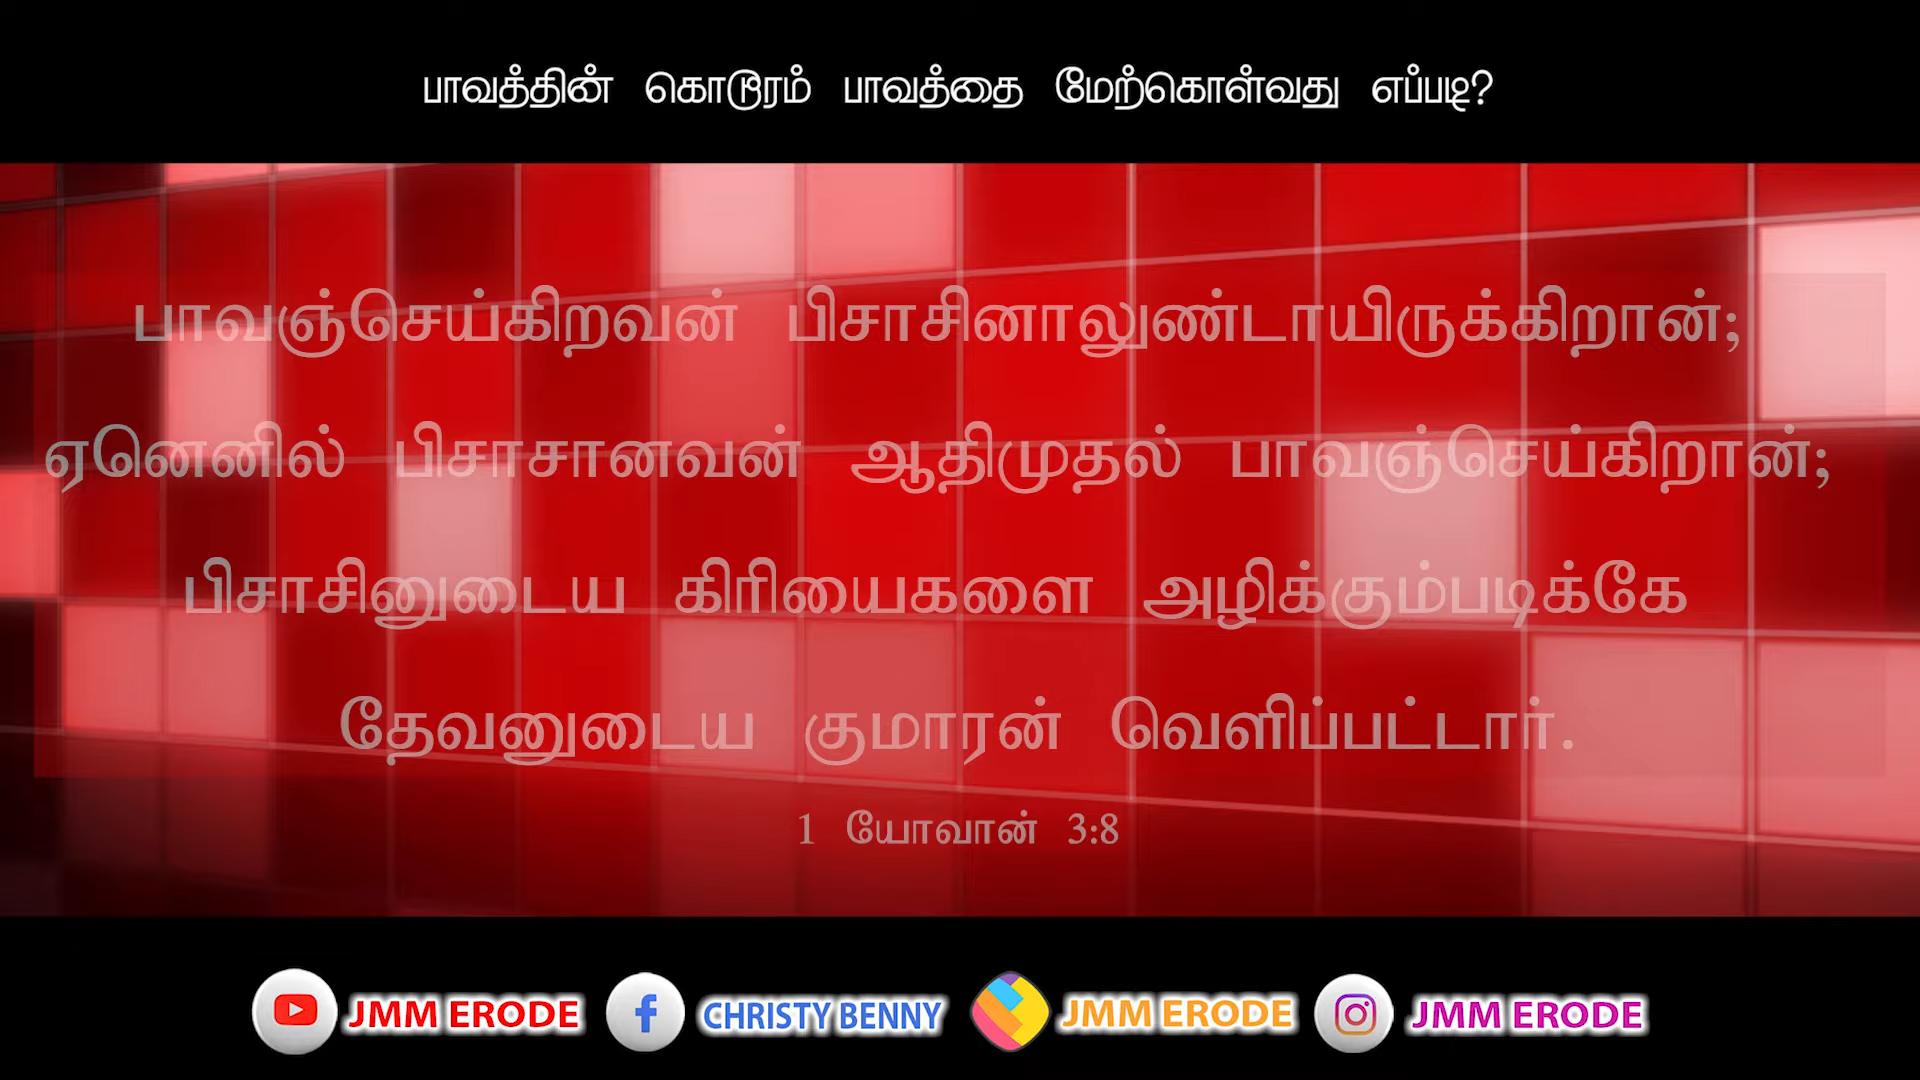 பாவத்தின் கொடூரம் பாவத்தை மேற்கொள்வது எப்படி?
பாவஞ்செய்கிறவன் பிசாசினாலுண்டாயிருக்கிறான்;
ஏனெனில் பிசாசானவன் ஆதிமுதல் பாவஞ்செய்கிறான்;
பிசாசினுடைய கிரியைகளை அழிக்கும்படிக்கே
தேவனுடைய குமாரன் வெளிப்பட்டார்.
1 யோவான் 3:8
JMM ERODE CHRISTY BENNY JMM ERODE JMM ERODE